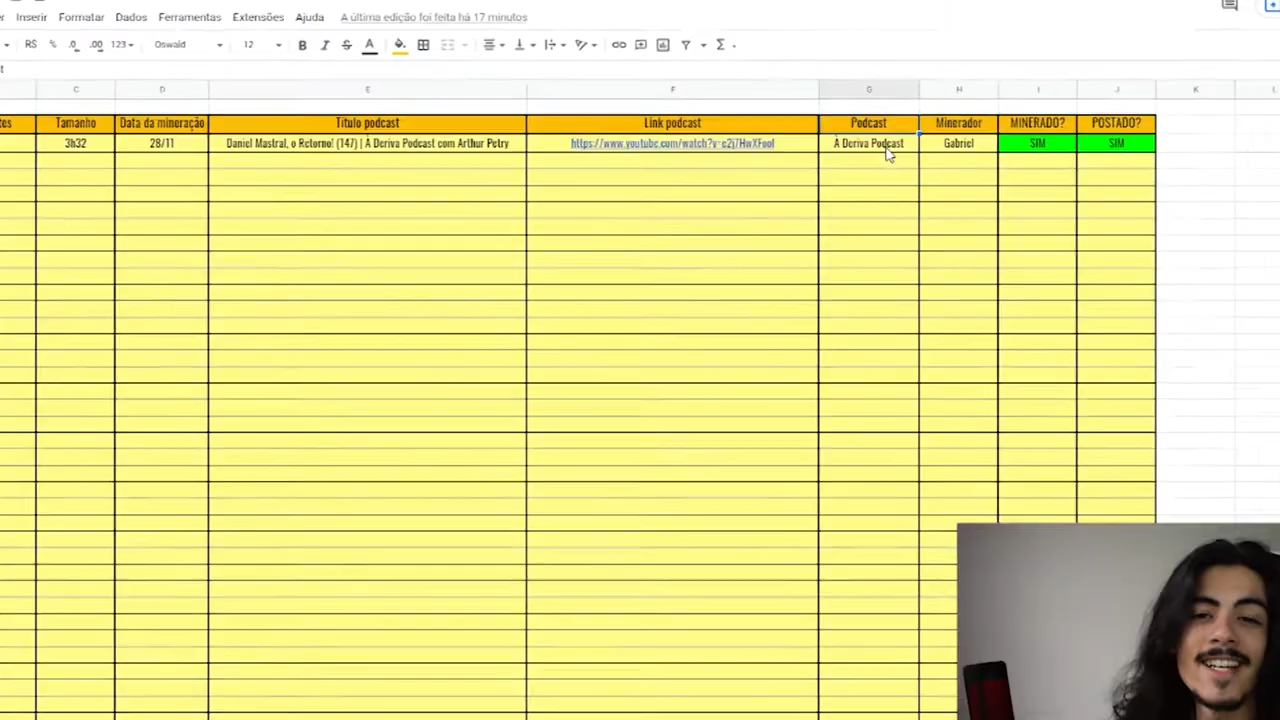 Inserir Formatar Dados Ferramentas Extensões Ajuda A última edição foi feita há 17 minutos
RS % .0 .00 123 Oswald 12 B I S A Σ
C D E F G H I J K L
Tamanho Data da mineração Titulo podcast Link podcast Podcast Minerador MINERADO? POSTADO?
3h32 28/11 Daniel Mastral, o Retorno! (147) | À Deriva Podcast com Arthur Petry À Deriva Podcast Gabriel SIM SIM